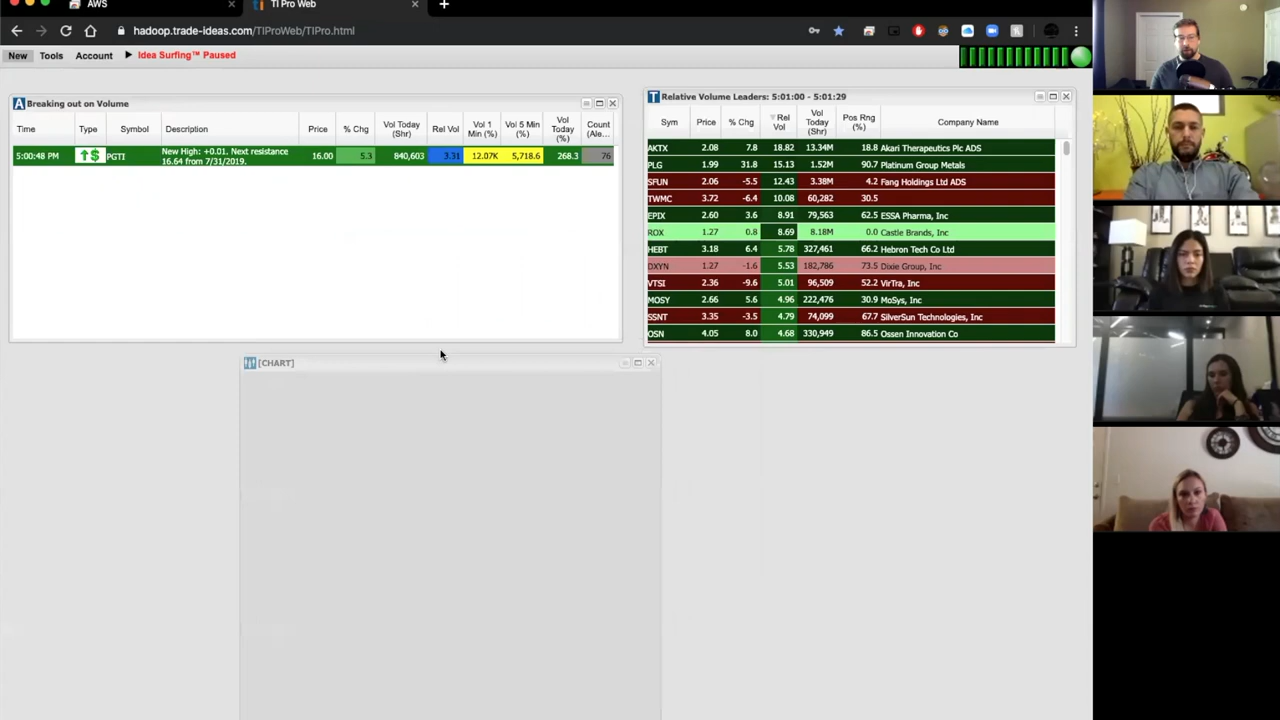 AWS
TI Pro Web
hadoop.trade-ideas.com/TIProWeb/TIPro.html
New Tools Account Idea Surfing™ Paused
Breaking out on Volume
Time Type Symbol Description Price % Chg Vol Today (Shr) Rel Vol Vol 1 Min (%) Vol 5 Min (%) Vol Today (%) Count (Ale...
5:00:48 PM PGTI New High: +0.01. Next resistance 16.64 from 7/31/2019. 16.00 5.3 840,603 3.31 12.07K 5,718.6 268.3 76
Relative Volume Leaders: 5:01:00 - 5:01:29
Sym Price % Chg Rel Vol Vol Today (Shr) Pos Rng (%) Company Name
AKTX 2.08 7.8 18.82 13.34M 18.8 Akari Therapeutics Plc ADS
PLG 1.99 31.8 15.13 1.52M 90.7 Platinum Group Metals
SFUN 2.06 -5.5 12.43 3.38M 4.2 Fang Holdings Ltd ADS
TWMC 3.72 -6.4 10.08 60,282 30.5
EPIX 2.60 3.6 8.91 79,563 62.5 ESSA Pharma, Inc
ROX 1.27 0.8 8.69 8.18M 0.0 Castle Brands, Inc
HEBT 3.18 6.4 5.78 327,461 66.2 Hebron Tech Co Ltd
DXYN 1.27 -1.6 5.53 182,786 73.5 Dixie Group, Inc
VTSI 2.36 -9.6 5.01 96,509 52.2 VirTra, Inc
MOSY 2.66 5.6 4.96 222,476 30.9 MoSys, Inc
SSNT 3.35 -3.5 4.79 74,099 67.7 SilverSun Technologies, Inc
OSN 4.05 8.0 4.68 330,949 86.5 Ossen Innovation Co
[CHART]